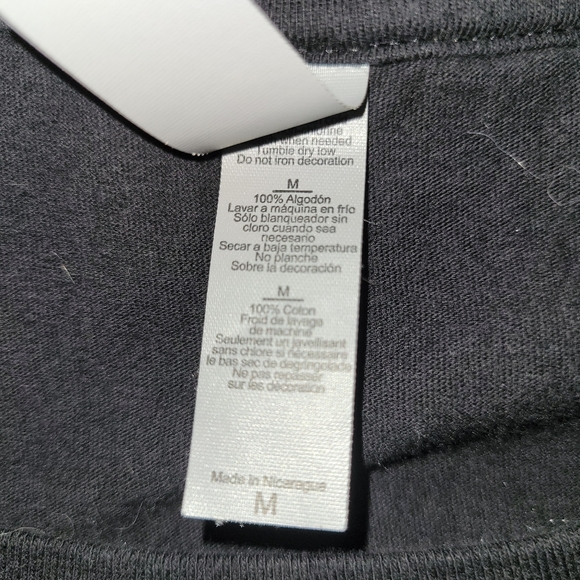 when needed
Tumble dry low
Do not iron decoration
M
100% Algodón
Lavar a máquina en frío
Sólo blanqueador sin
cloro cuando sea
necesario
Secar a baja temperatura
No planche
Sobre la decoración
M
100% Coton
Froid de lavage
de machine
Seulement un javellisant
sans chlore si nécessaire
le bas sec de dégringolade
Ne pas repasser
sur les décoration
Made in Nicaragua
M